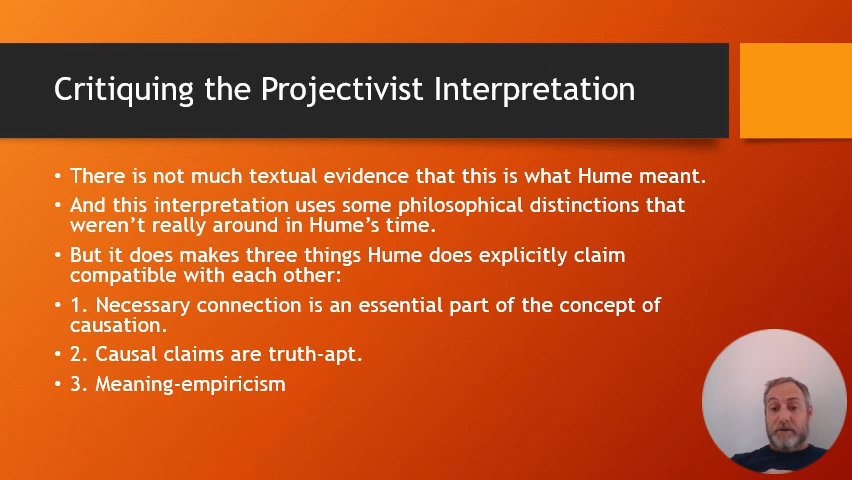 Critiquing the Projectivist Interpretation
• There is not much textual evidence that this is what Hume meant.
• And this interpretation uses some philosophical distinctions that
weren’t really around in Hume’s time.
• But it does makes three things Hume does explicitly claim
compatible with each other:
• 1. Necessary connection is an essential part of the concept of
causation.
• 2. Causal claims are truth-apt.
• 3. Meaning-empiricism